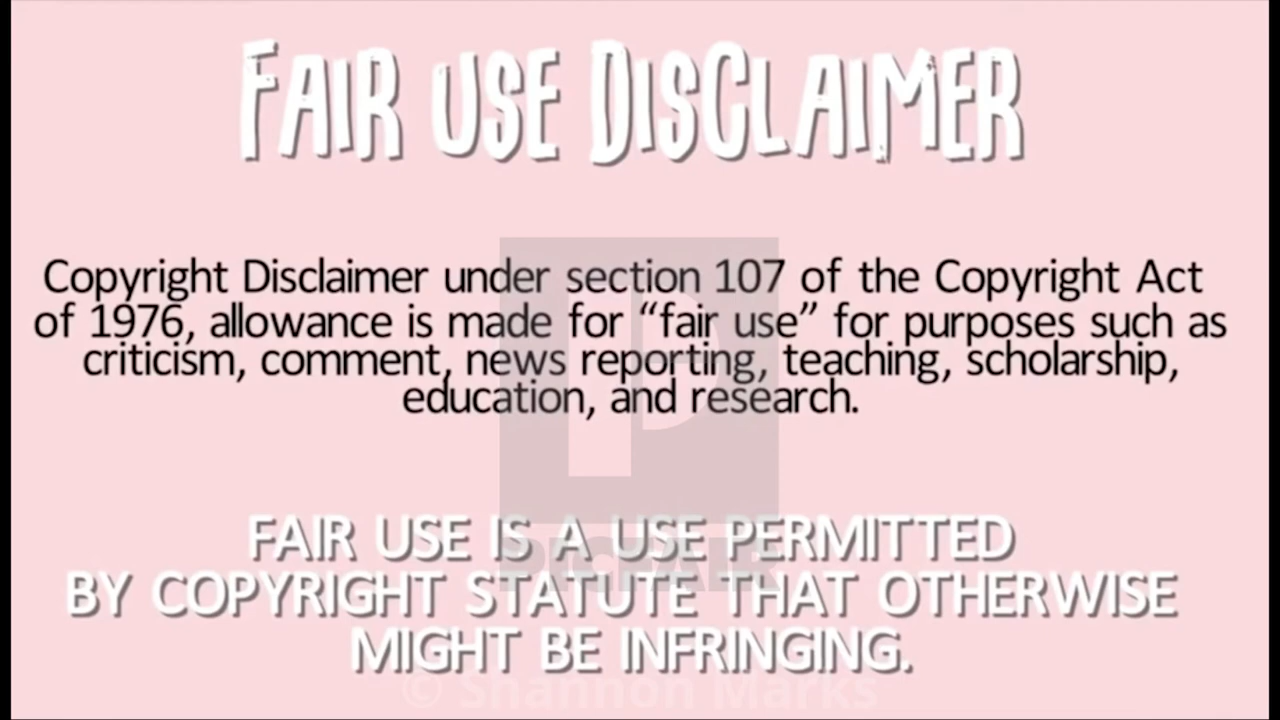 FAIR USE DISCLAIMER
Copyright Disclaimer under section 107 of the Copyright Act
of 1976, allowance is made for “fair use” for purposes such as
criticism, comment, news reporting, teaching, scholarship,
education, and research.
FAIR USE IS A USE PERMITTED
PICFAIR
BY COPYRIGHT STATUTE THAT OTHERWISE
MIGHT BE INFRINGING.
© Shannon Marks